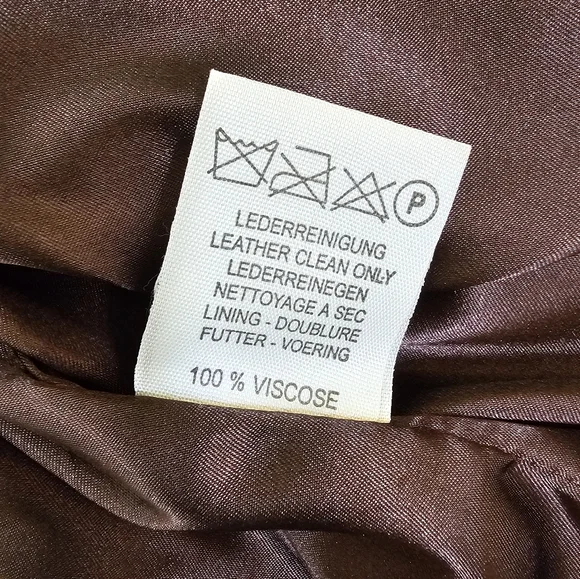 P
LEDERREINIGUNG
LEATHER CLEAN ONLY
LEDERREINEGEN
NETTOYAGE A SEC
LINING - DOUBLURE
FUTTER - VOERING
100 % VISCOSE